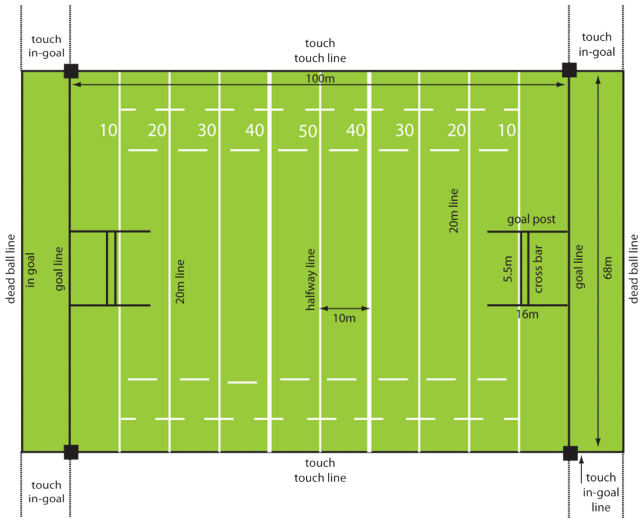 touch
in-goal
touch
touch line
touch
in-goal
100m
10 20 30 40 50 40 30 20 10
dead ball line
in goal
goal line
20m line
halfway line
10m
20m line
goal post
5.5m
cross bar
16m
goal line
68m
dead ball line
touch
in-goal
touch
touch line
touch
in-goal
line